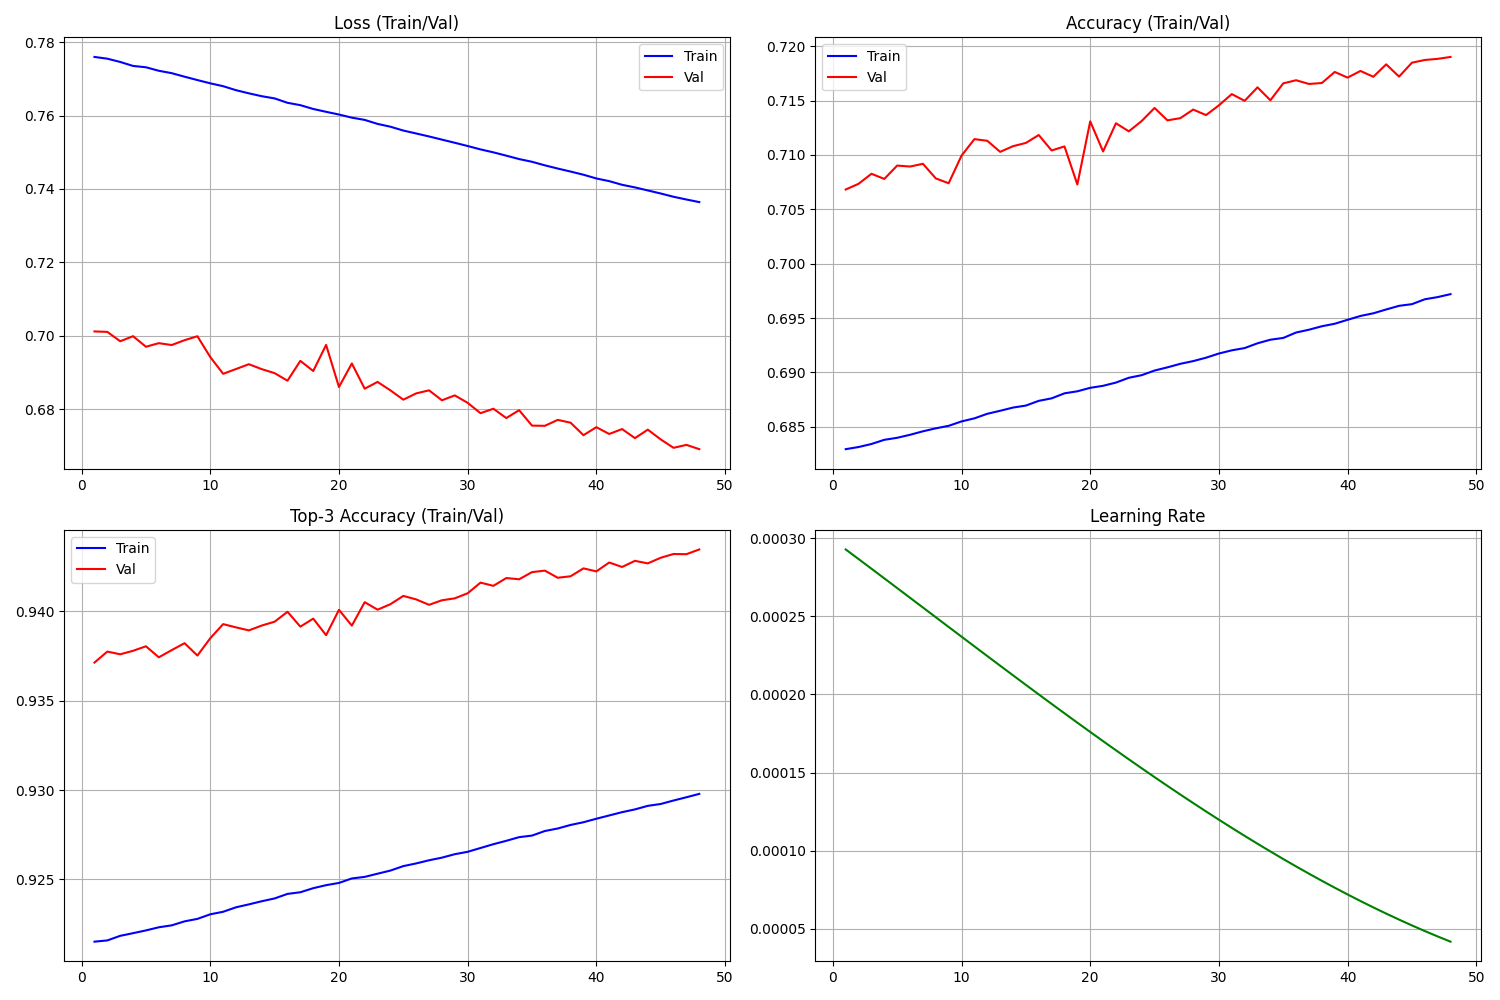 Loss (Train/Val)
0.78
0.76
0.74
0.72
0.70
0.68
0 10 20 30 40 50
Train
Val
Accuracy (Train/Val)
0.720
0.715
0.710
0.705
0.700
0.695
0.690
0.685
0 10 20 30 40 50
Train
Val
Top-3 Accuracy (Train/Val)
0.940
0.935
0.930
0.925
0 10 20 30 40 50
Train
Val
Learning Rate
0.00030
0.00025
0.00020
0.00015
0.00010
0.00005
0 10 20 30 40 50